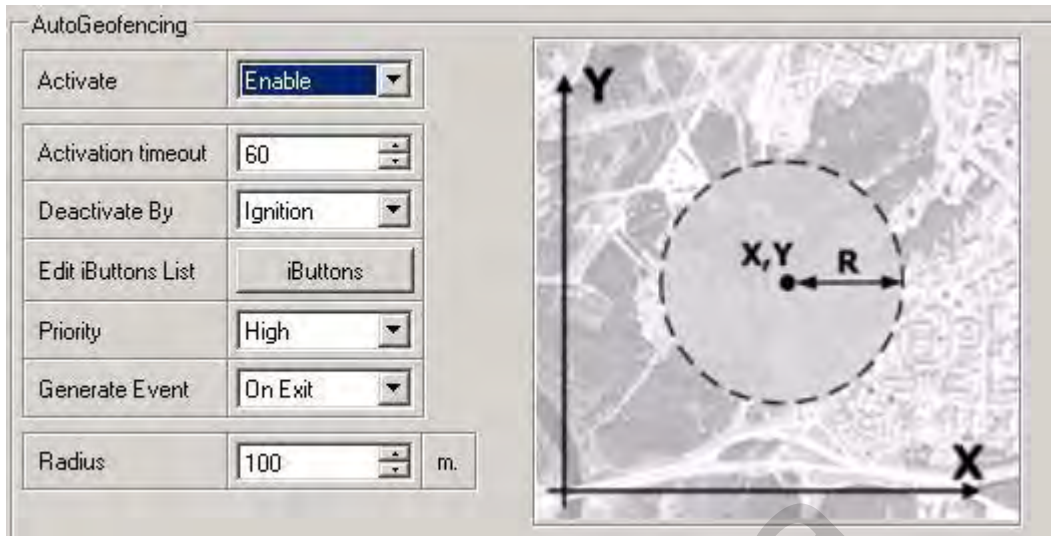 AutoGeofencing
Activate Enable
Activation timeout 60
Deactivate By Ignition
Edit iButtons List iButtons
Priority High
Generate Event On Exit
Radius 100 m.
Y
X,Y R
X